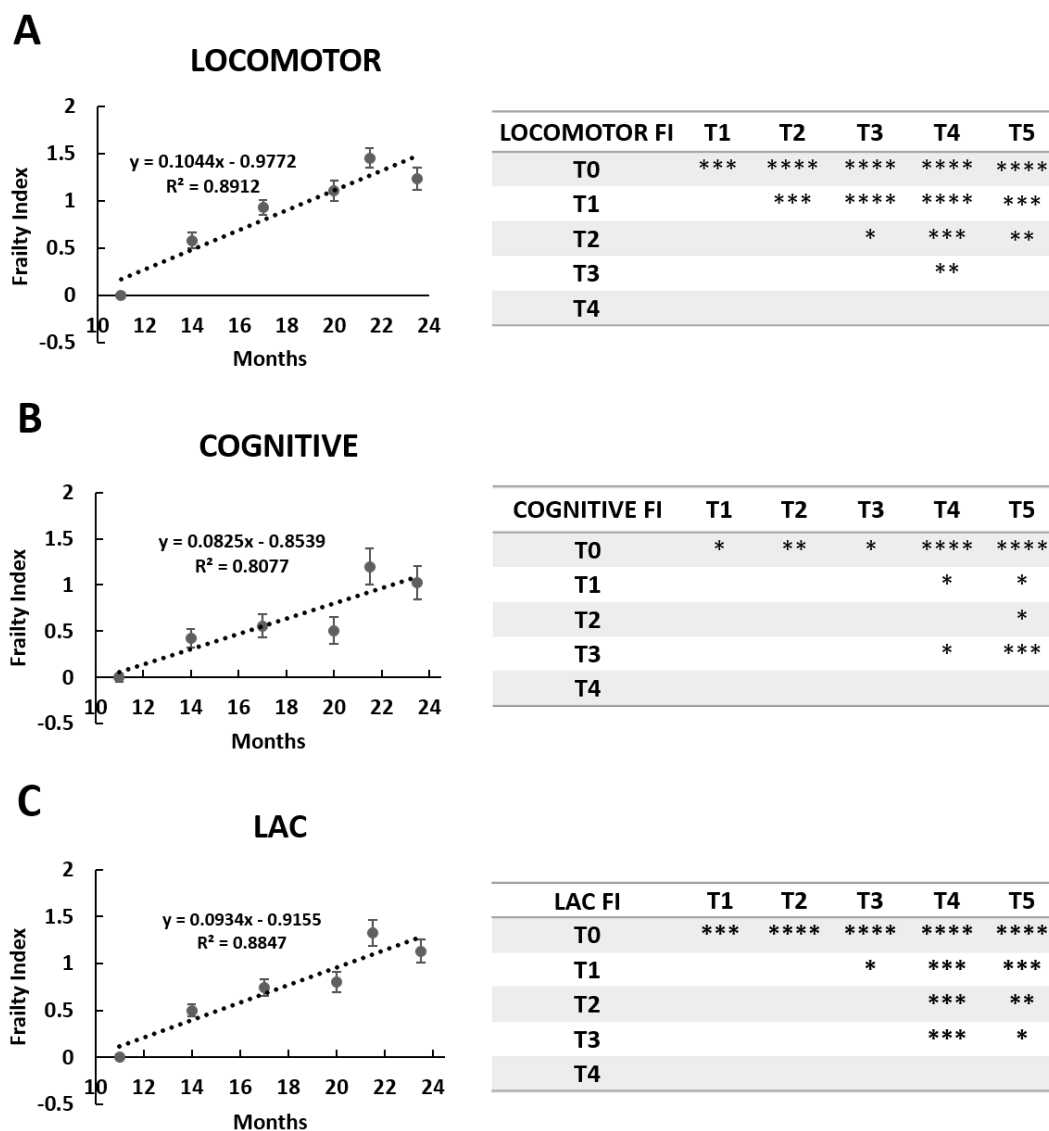 A
LOCOMOTOR
2
1.5
1
0.5
0
-0.5
Frailty Index
y = 0.1044x - 0.9772
R² = 0.8912
10 12 14 16 18 20 22 24
Months
LOCOMOTOR FI T1 T2 T3 T4 T5
T0 *** **** **** **** ****
T1 *** **** **** ***
T2 * *** **
T3 **
T4
B
COGNITIVE
2
1.5
1
0.5
0
-0.5
Frailty Index
y = 0.0825x - 0.8539
R² = 0.8077
10 12 14 16 18 20 22 24
Months
COGNITIVE FI T1 T2 T3 T4 T5
T0 * ** * **** ****
T1 * *
T2 *
T3 * ***
T4
C
LAC
2
1.5
1
0.5
0
-0.5
Frailty Index
y = 0.0934x - 0.9155
R² = 0.8847
10 12 14 16 18 20 22 24
Months
LAC FI T1 T2 T3 T4 T5
T0 *** **** **** **** ****
T1 * *** ***
T2 *** **
T3 *** *
T4